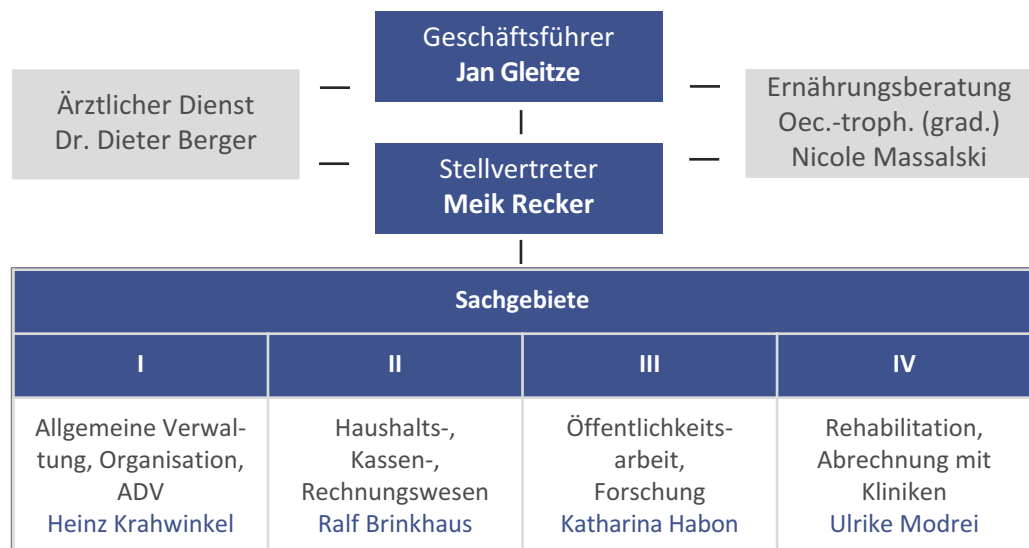 Geschäftsführer
Jan Gleitze
Ärztlicher Dienst
Dr. Dieter Berger
Ernährungsberatung
Oec.-troph. (grad.)
Nicole Massalski
Stellvertreter
Meik Recker
Sachgebiete
I
II
III
IV
Allgemeine Verwal-
tung, Organisation,
ADV
Heinz Krahwinkel
Haushalts-,
Kassen-,
Rechnungswesen
Ralf Brinkhaus
Öffentlichkeits-
arbeit,
Forschung
Katharina Habon
Rehabilitation,
Abrechnung mit
Kliniken
Ulrike Modrei